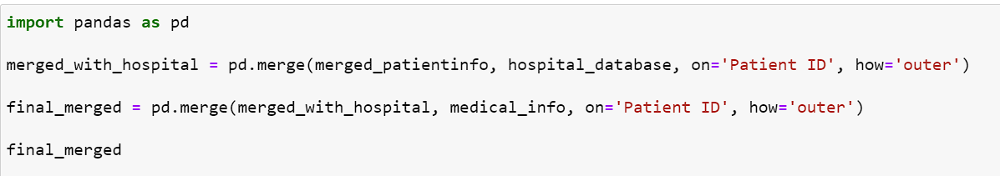 import pandas as pd
merged_with_hospital = pd.merge(merged_patientinfo, hospital_database, on='Patient ID', how='outer')
final_merged = pd.merge(merged_with_hospital, medical_info, on='Patient ID', how='outer')
final_merged